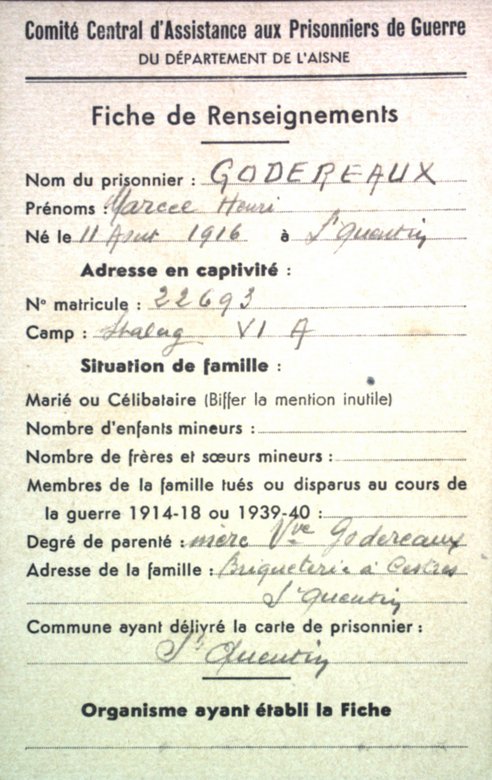 Comité Central d'Assistance aux Prisonniers de Guerre
DU DÉPARTEMENT DE L'AISNE
Fiche de Renseignements
Nom du prisonnier : GODEREAUX
Prénoms : Marcel Henri
Né le 11 Août 1916 à St Quentin
Adresse en captivité :
N° matricule : 22693
Camp : Stalag VI A
Situation de famille :
Marié ou Célibataire (Biffer la mention inutile)
Nombre d'enfants mineurs :
Nombre de frères et sœurs mineurs :
Membres de la famille tués ou disparus au cours de
la guerre 1914-18 ou 1939-40 :
Degré de parenté : mère Vve Godereaux
Adresse de la famille : Briqueterie à Cestres
St Quentin
Commune ayant délivré la carte de prisonnier :
St Quentin
Organisme ayant établi la Fiche